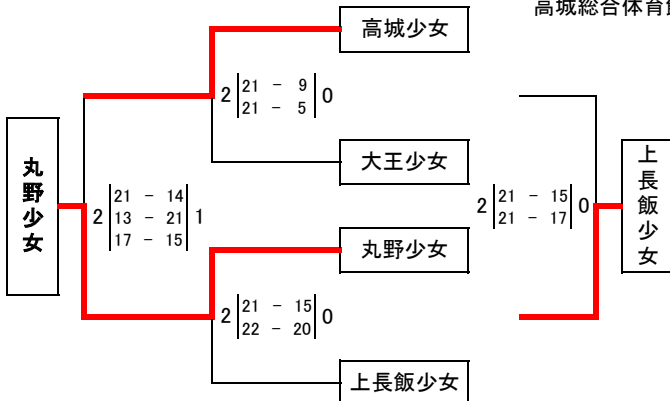 高城総合体育館
高城少女
2 21 - 9 0
21 - 5
大王少女
丸野少女
2 21 - 14 1
13 - 21
17 - 15
2 21 - 15 0
21 - 17
上長飯少女
丸野少女
2 21 - 15 0
22 - 20
上長飯少女